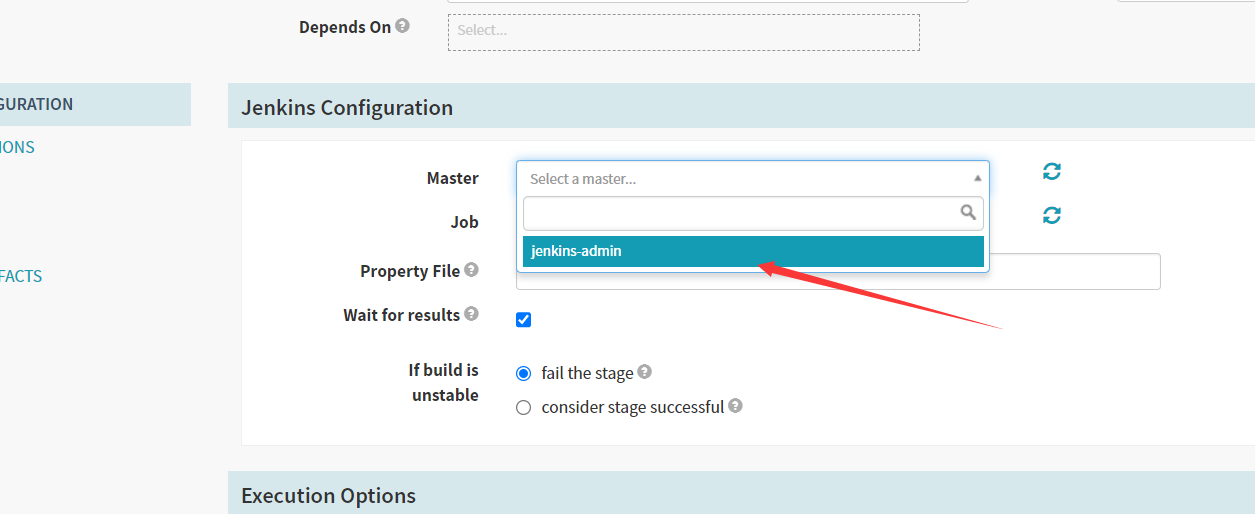 Depends On
Select...
GURATION
Jenkins Configuration
IONS
Master
Select a master...
Job
jenkins-admin
Property File
FACTS
Wait for results
If build is
unstable
fail the stage
consider stage successful
Execution Options